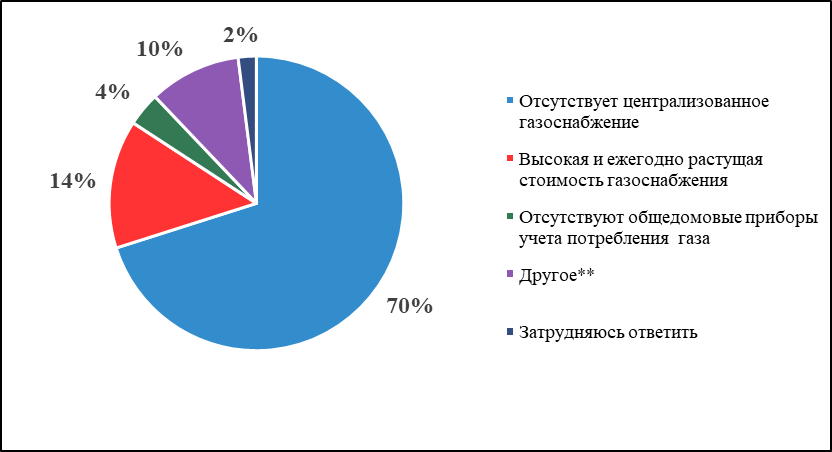 2%
10%
4%
14%
70%
Отсутствует централизованное
газоснабжение
Высокая и ежегодно растущая
стоимость газоснабжения
Отсутствуют общедомовые приборы
учета потребления газа
Другое**
Затрудняюсь ответить